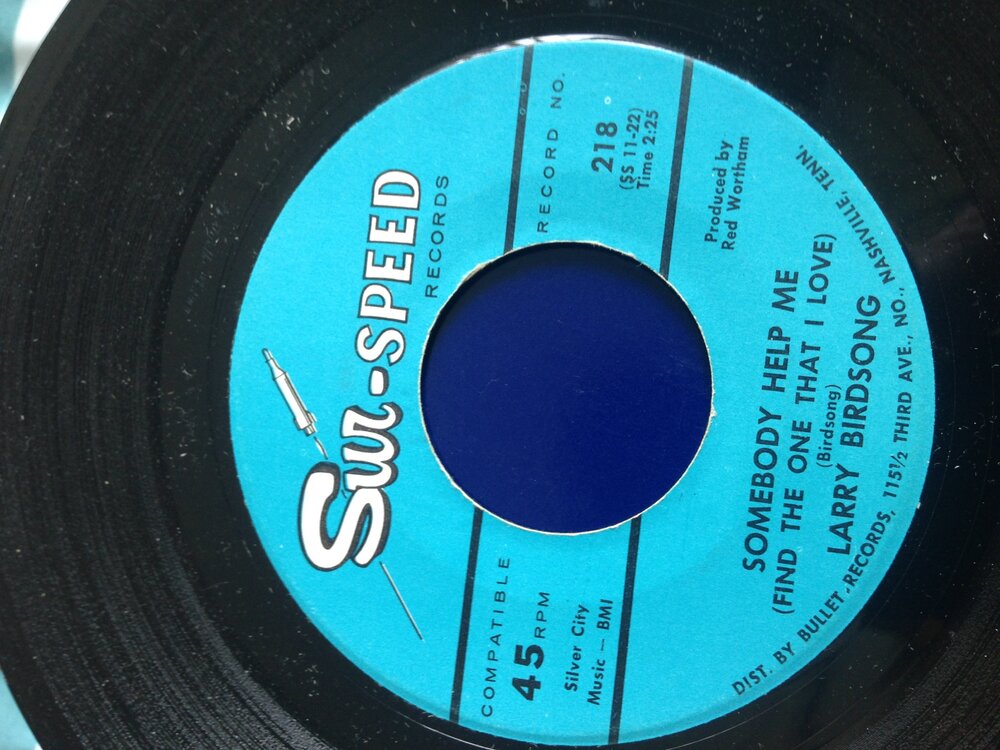 Sur-SPEED
RECORDS
COMPATIBLE
45 RPM
Silver City
Music — BMI
RECORD NO.
218
(SS 11-22)
Time 2:25
Produced by
Red Wortham
SOMEBODY HELP ME
(FIND THE ONE THAT I LOVE)
(Birdsong)
LARRY BIRDSONG
DIST. BY BULLET RECORDS, 115½ THIRD AVE., NO., NASHVILLE, TENN.